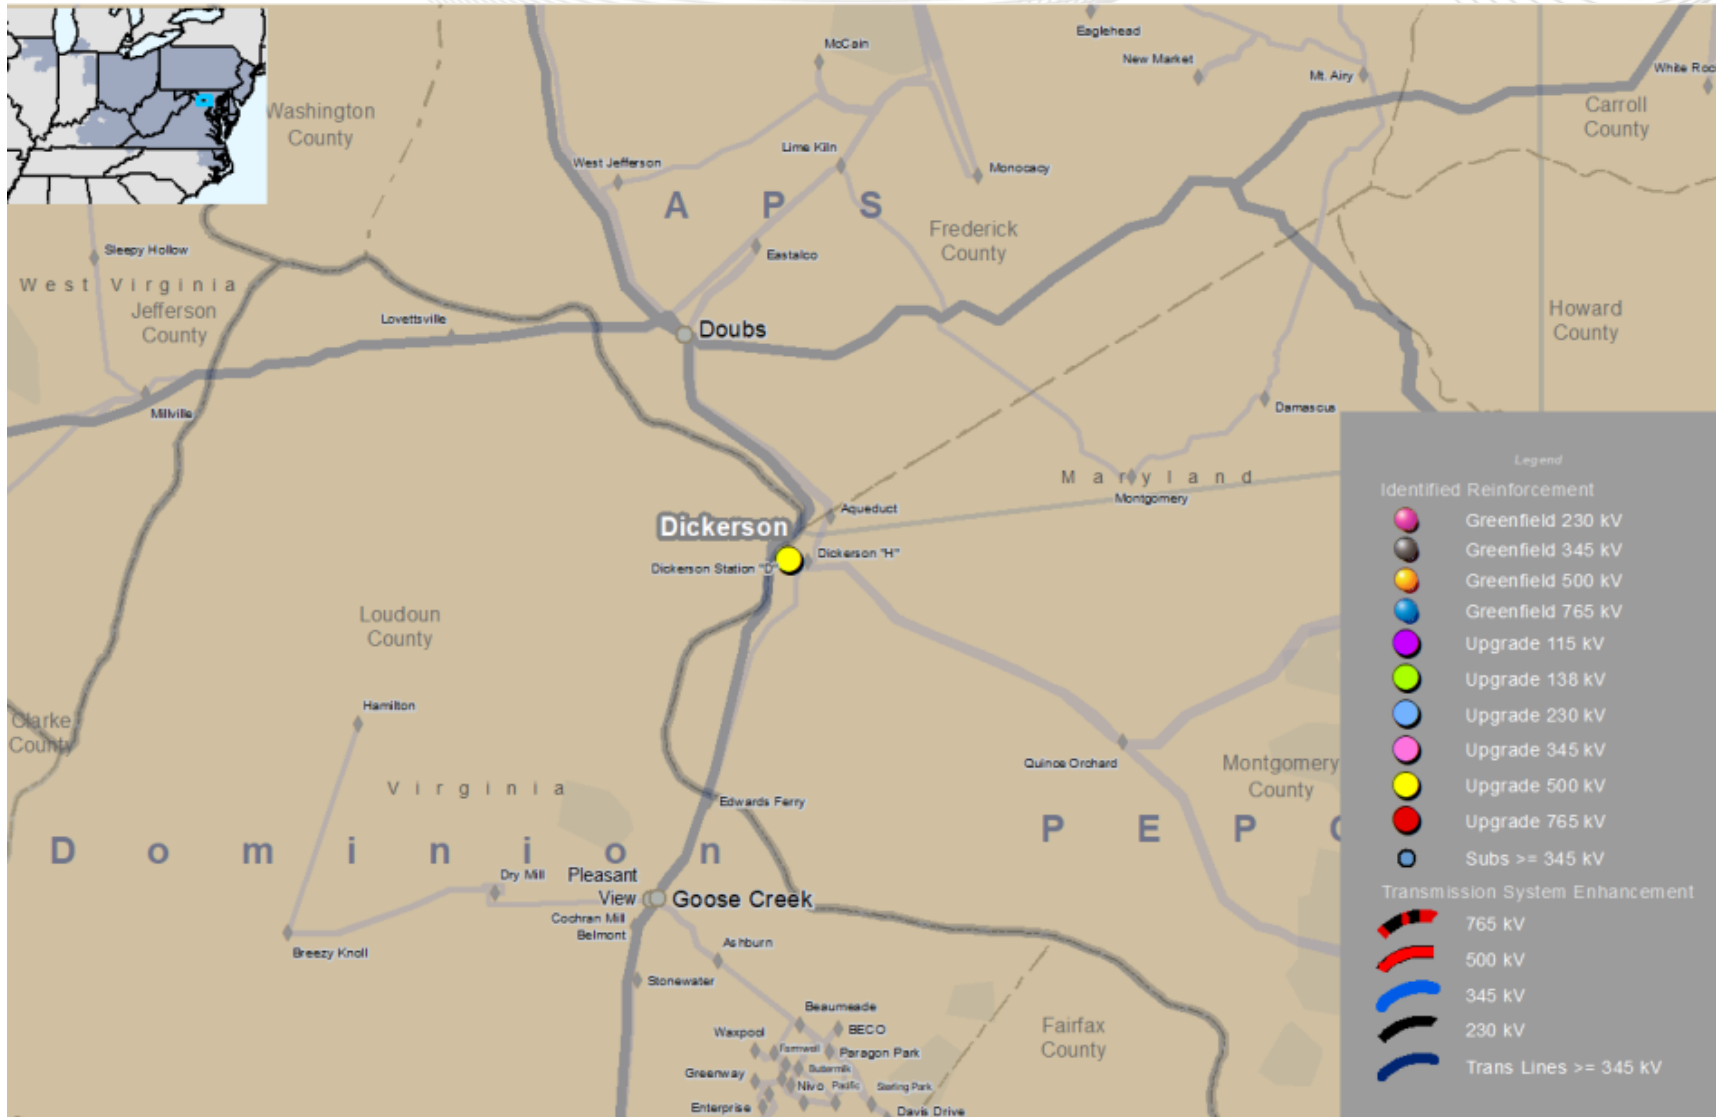 McCain
Eaglehead
New Market
Mt. Airy
White Roc
Washington
County
Carroll
County
West Jefferson
Lime Kiln
Monocacy
A P S
Frederick
County
Sleepy Hollow
Eastalco
West Virginia
Jefferson
County
Lovettsville
Doubs
Howard
County
Millville
Damascus
Maryland
Montgomery
Aqueduct
Dickerson
Dickerson "H"
Dickerson Station "D"
Loudoun
County
Hamilton
Clarke
County
Quince Orchard
Montgomery
County
Virginia
Edwards Ferry
P E P C
Dominion
Dry Mill
Pleasant
View
Goose Creek
Cochran Mill
Belmont
Ashburn
Breezy Knoll
Stonewater
Beaumeade
Waxpool
BECO
Farmwell
Paragon Park
Buttermilk
Greenway
Nivo
Pacific
Sterling Park
Enterprise
Davis Drive
Fairfax
County
Legend
Identified Reinforcement
Greenfield 230 kV
Greenfield 345 kV
Greenfield 500 kV
Greenfield 765 kV
Upgrade 115 kV
Upgrade 138 kV
Upgrade 230 kV
Upgrade 345 kV
Upgrade 500 kV
Upgrade 765 kV
Subs >= 345 kV
Transmission System Enhancement
765 kV
500 kV
345 kV
230 kV
Trans Lines >= 345 kV